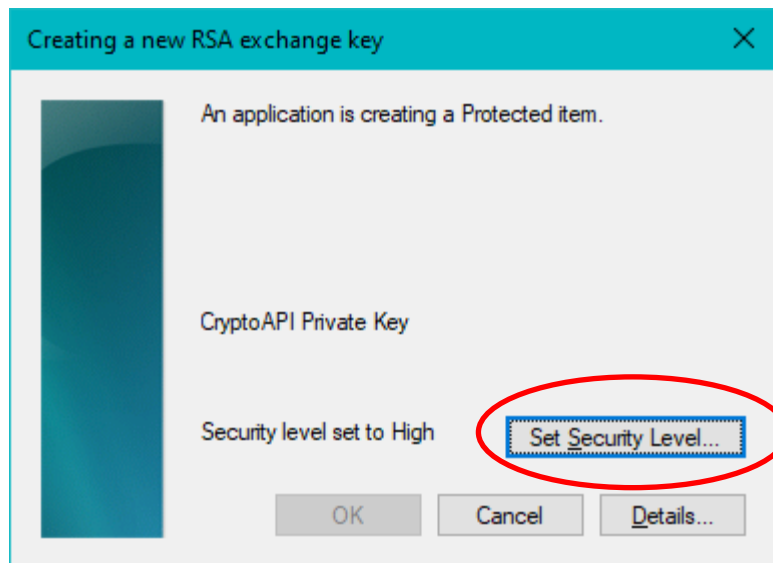 Creating a new RSA exchange key
An application is creating a Protected item.
CryptoAPI Private Key
Security level set to High
Set Security Level...
OK
Cancel
Details...